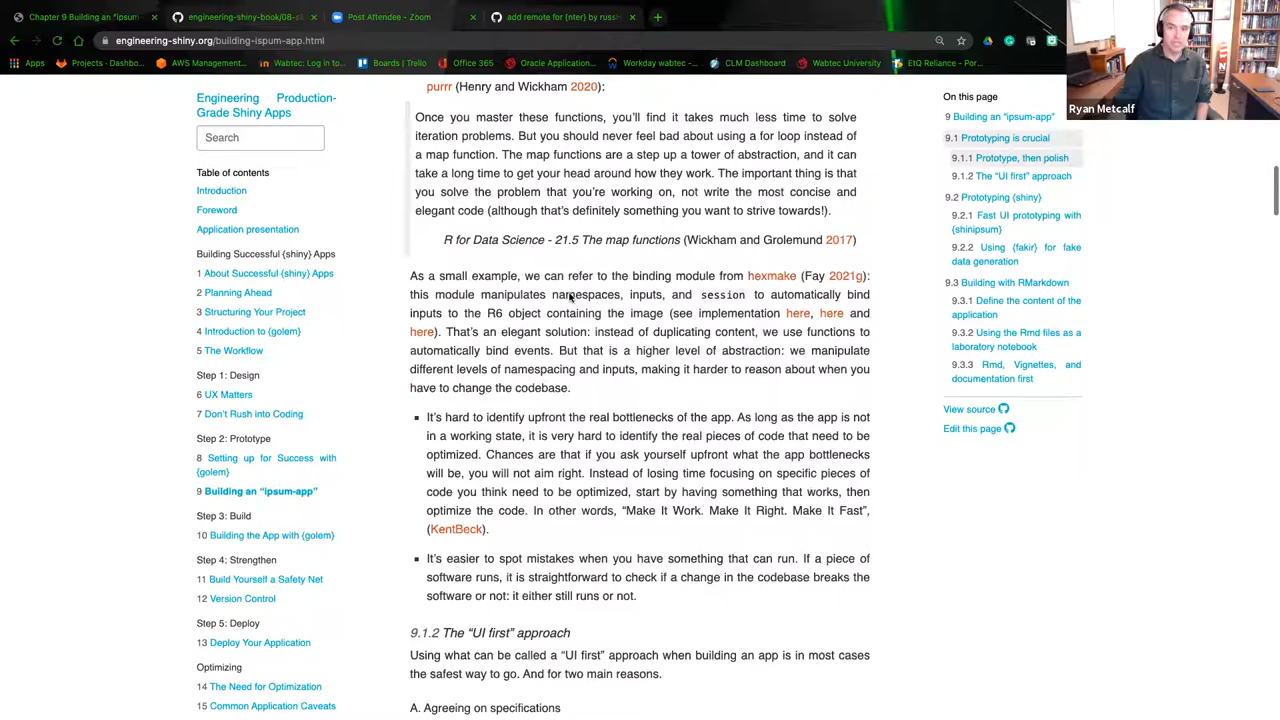 Chapter 9 Building an "ipsum-
engineering-shiny-book/08-s
Post Attendee - Zoom
add remote for {nter} by russH
engineering-shiny.org/building-ispum-app.html
Apps
Projects - Dashbo...
AWS Management...
Wabtec: Log in to...
Boards | Trello
Office 365
Oracle Application...
Workday wabtec -...
CLM Dashboard
Wabtec University
EtQ Reliance - Por...
Ryan Metcalf
Engineering Production-
Grade Shiny Apps
Search
Table of contents
Introduction
Foreword
Application presentation
Building Successful {shiny} Apps
1 About Successful {shiny} Apps
2 Planning Ahead
3 Structuring Your Project
4 Introduction to {golem}
5 The Workflow
Step 1: Design
6 UX Matters
7 Don't Rush into Coding
Step 2: Prototype
8 Setting up for Success with
{golem}
9 Building an "ipsum-app"
Step 3: Build
10 Building the App with {golem}
Step 4: Strengthen
11 Build Yourself a Safety Net
12 Version Control
Step 5: Deploy
13 Deploy Your Application
Optimizing
14 The Need for Optimization
15 Common Application Caveats
purrr (Henry and Wickham 2020):
Once you master these functions, you'll find it takes much less time to solve
iteration problems. But you should never feel bad about using a for loop instead of
a map function. The map functions are a step up a tower of abstraction, and it can
take a long time to get your head around how they work. The important thing is that
you solve the problem that you're working on, not write the most concise and
elegant code (although that's definitely something you want to strive towards!).
R for Data Science - 21.5 The map functions (Wickham and Grolemund 2017)
As a small example, we can refer to the binding module from hexmake (Fay 2021g):
this module manipulates namespaces, inputs, and session to automatically bind
inputs to the R6 object containing the image (see implementation here, here and
here). That's an elegant solution: instead of duplicating content, we use functions to
automatically bind events. But that is a higher level of abstraction: we manipulate
different levels of namespacing and inputs, making it harder to reason about when you
have to change the codebase.
It's hard to identify upfront the real bottlenecks of the app. As long as the app is not
in a working state, it is very hard to identify the real pieces of code that need to be
optimized. Chances are that if you ask yourself upfront what the app bottlenecks
will be, you will not aim right. Instead of losing time focusing on specific pieces of
code you think need to be optimized, start by having something that works, then
optimize the code. In other words, "Make It Work. Make It Right. Make It Fast",
(KentBeck).
It's easier to spot mistakes when you have something that can run. If a piece of
software runs, it is straightforward to check if a change in the codebase breaks the
software or not: it either still runs or not.
9.1.2 The "UI first" approach
Using what can be called a "UI first" approach when building an app is in most cases
the safest way to go. And for two main reasons.
A. Agreeing on specifications
On this page
9 Building an "ipsum-app"
9.1 Prototyping is crucial
9.1.1 Prototype, then polish
9.1.2 The "UI first" approach
9.2 Prototyping {shiny}
9.2.1 Fast UI prototyping with
{shinipsum}
9.2.2 Using {fakir} for fake
data generation
9.3 Building with RMarkdown
9.3.1 Define the content of the
application
9.3.2 Using the Rmd files as a
laboratory notebook
9.3.3 Rmd, Vignettes, and
documentation first
View source
Edit this page